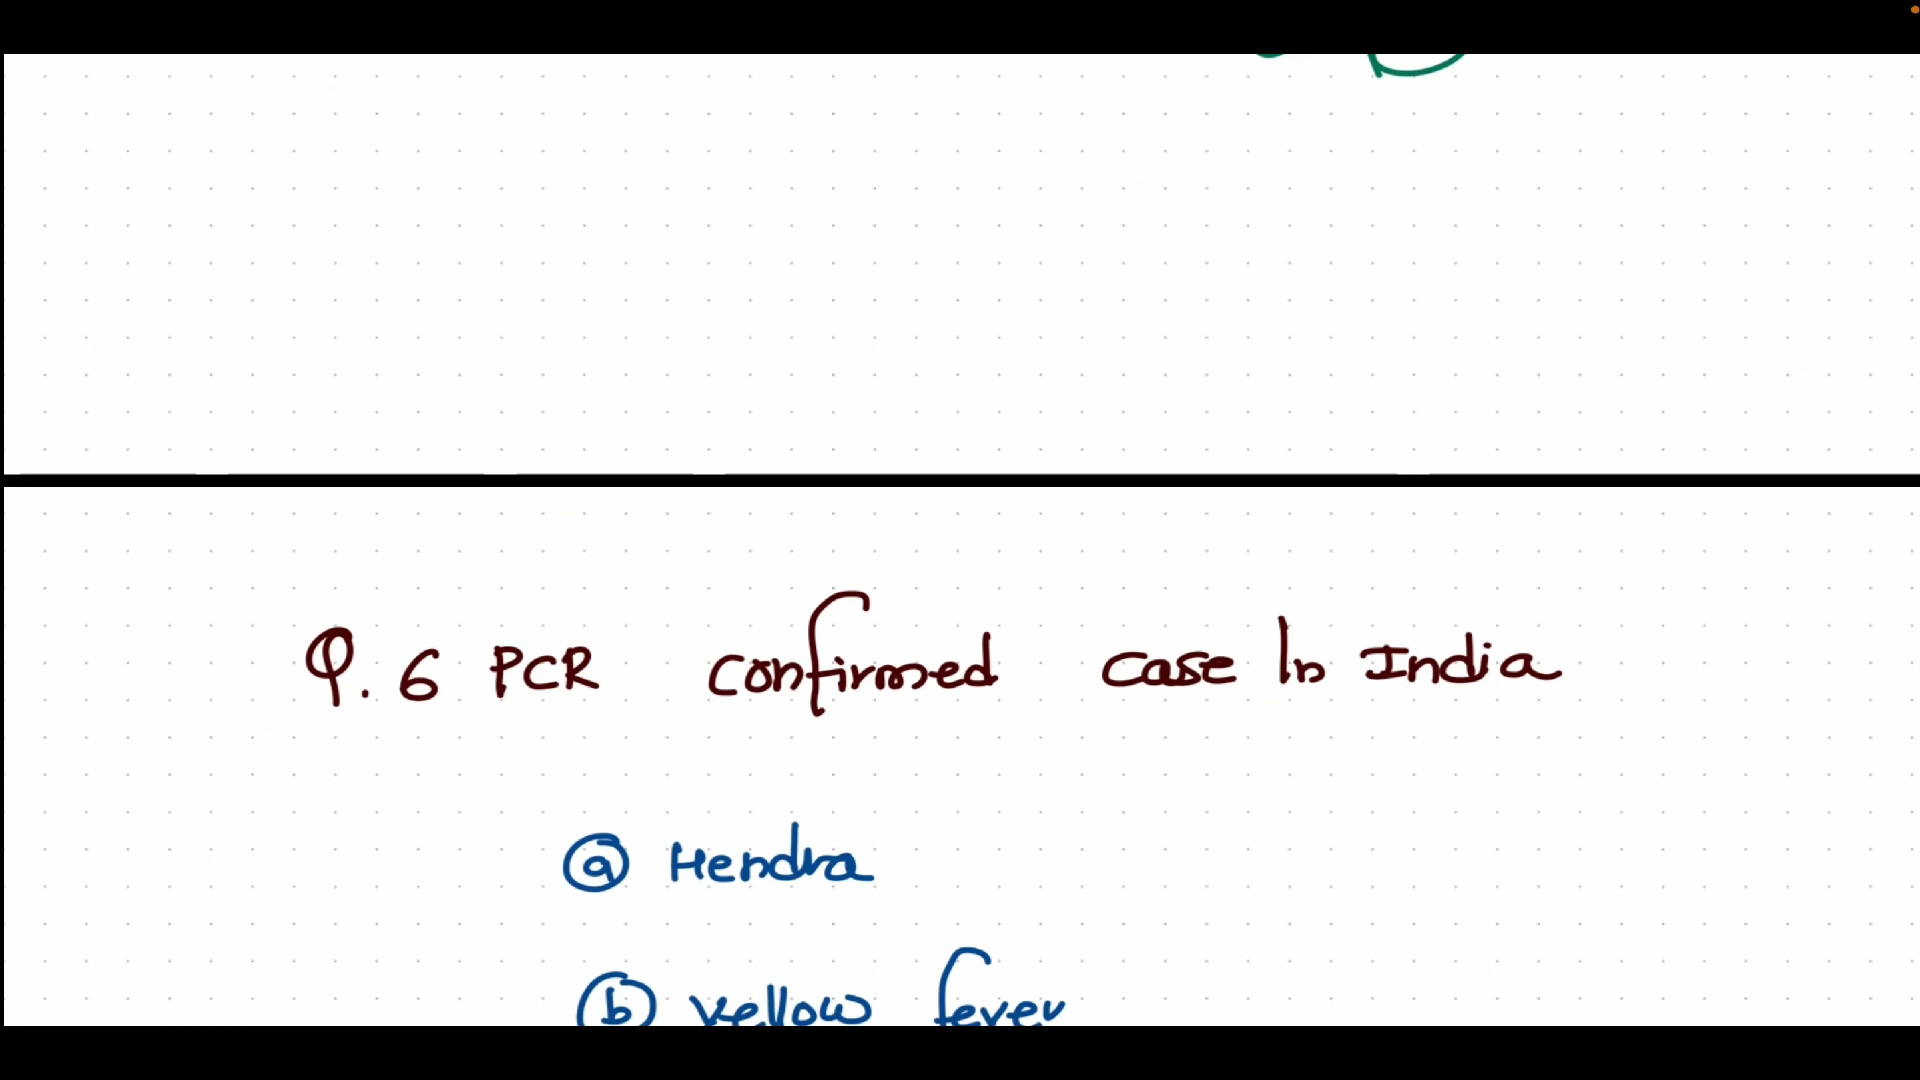 Q. 6 PCR confirmed case In India
(a) Hendra
(b) Yellow fever